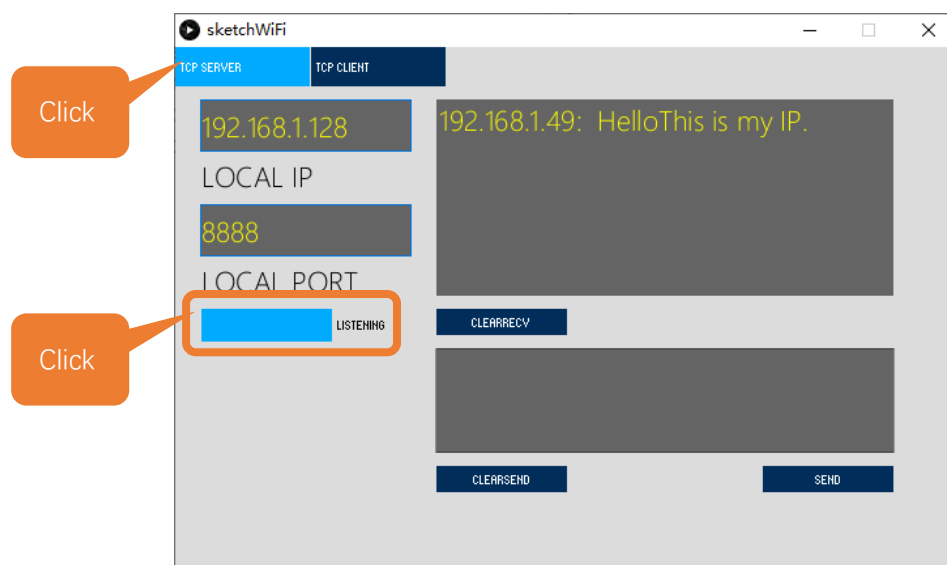 sketchWiFi
TCP SERVER
TCP CLIENT
Click
192.168.1.128
LOCAL IP
8888
LOCAL PORT
Click
LISTENING
192.168.1.49: HelloThis is my IP.
CLEARRECV
CLEARSEND
SEND